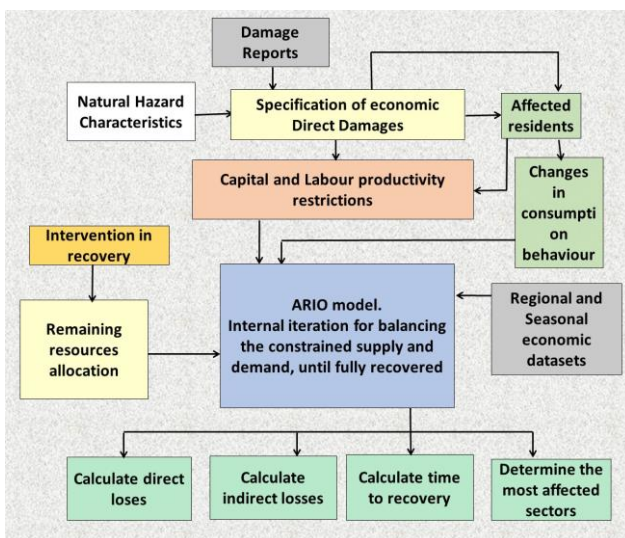 Damage
Reports
Natural Hazard
Characteristics
Specification of economic
Direct Damages
Affected
residents
Capital and Labour productivity
restrictions
Changes
in
consumpti
on
behaviour
Intervention in
recovery
ARIO model.
Internal iteration for balancing
the constrained supply and
demand, until fully recovered
Regional and
Seasonal
economic
datasets
Remaining
resources
allocation
Calculate direct
loses
Calculate
indirect losses
Calculate time
to recovery
Determine the
most affected
sectors